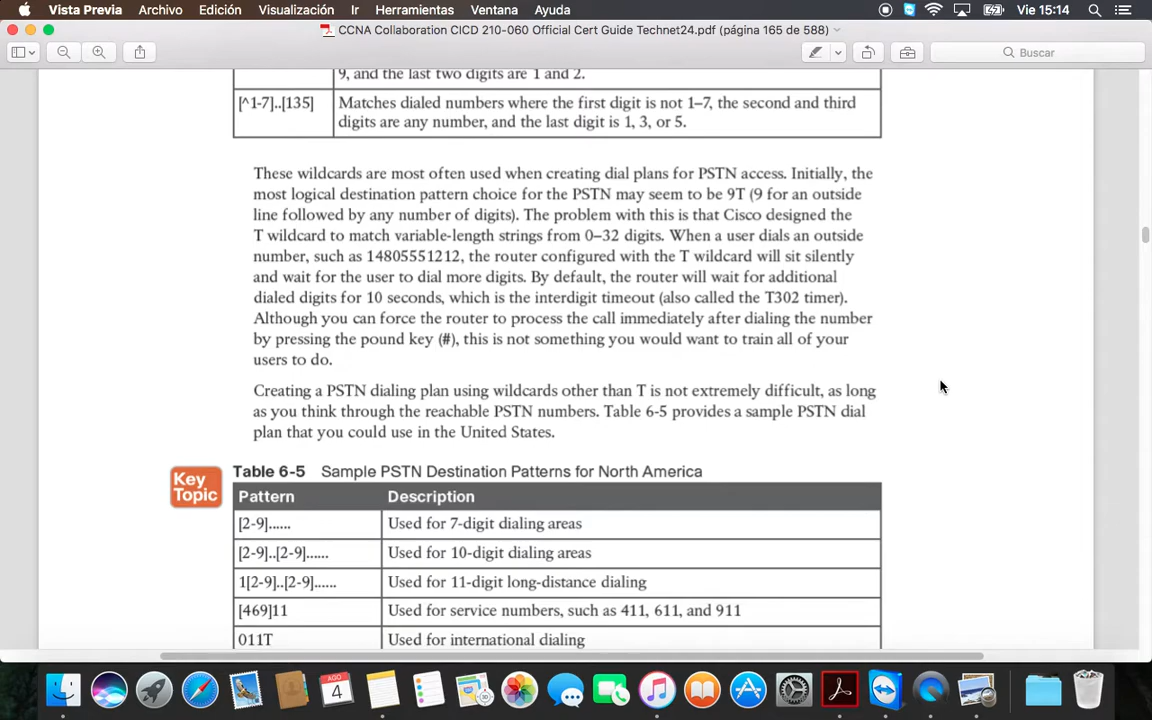 Vista Previa Archivo Edición Visualización Ir Herramientas Ventana Ayuda Vie 15:14
CCNA Collaboration CICD 210-060 Official Cert Guide Technet24.pdf (página 165 de 588)
Buscar
9, and the last two digits are 1 and 2.
[^1-7]..[135] Matches dialed numbers where the first digit is not 1–7, the second and third
digits are any number, and the last digit is 1, 3, or 5.
These wildcards are most often used when creating dial plans for PSTN access. Initially, the
most logical destination pattern choice for the PSTN may seem to be 9T (9 for an outside
line followed by any number of digits). The problem with this is that Cisco designed the
T wildcard to match variable-length strings from 0–32 digits. When a user dials an outside
number, such as 14805551212, the router configured with the T wildcard will sit silently
and wait for the user to dial more digits. By default, the router will wait for additional
dialed digits for 10 seconds, which is the interdigit timeout (also called the T302 timer).
Although you can force the router to process the call immediately after dialing the number
by pressing the pound key (#), this is not something you would want to train all of your
users to do.
Creating a PSTN dialing plan using wildcards other than T is not extremely difficult, as long
as you think through the reachable PSTN numbers. Table 6-5 provides a sample PSTN dial
plan that you could use in the United States.
Key
Topic
Table 6-5 Sample PSTN Destination Patterns for North America
Pattern Description
[2-9]...... Used for 7-digit dialing areas
[2-9]..[2-9]...... Used for 10-digit dialing areas
1[2-9]..[2-9]...... Used for 11-digit long-distance dialing
[469]11 Used for service numbers, such as 411, 611, and 911
011T Used for international dialing
AGO
4